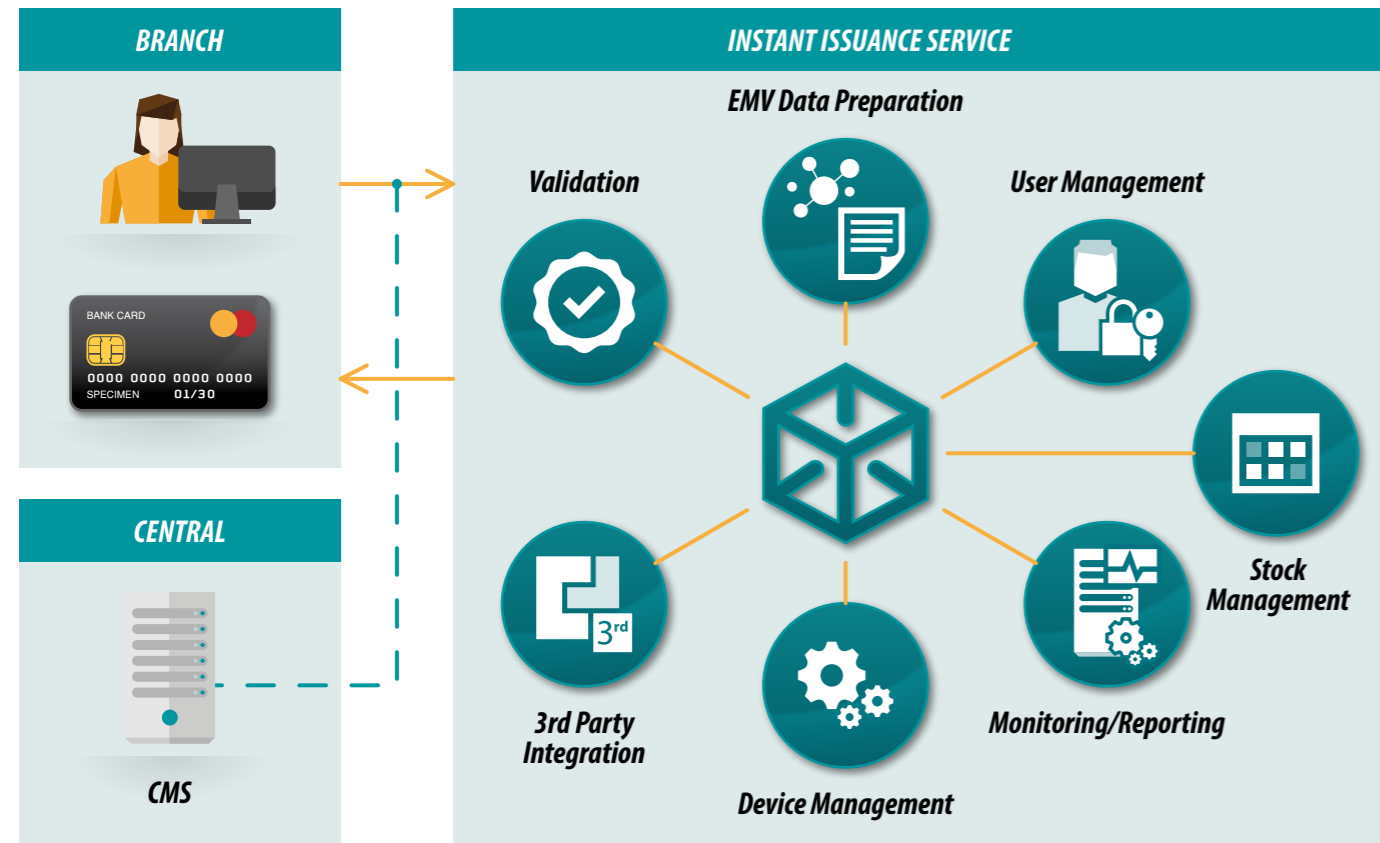 BRANCH
BANK CARD
0000 0000 0000 0000
SPECIMEN 01/30
CENTRAL
CMS
INSTANT ISSUANCE SERVICE
EMV Data Preparation
Validation
User Management
Stock
Management
3rd
3rd Party
Integration
Monitoring/Reporting
Device Management